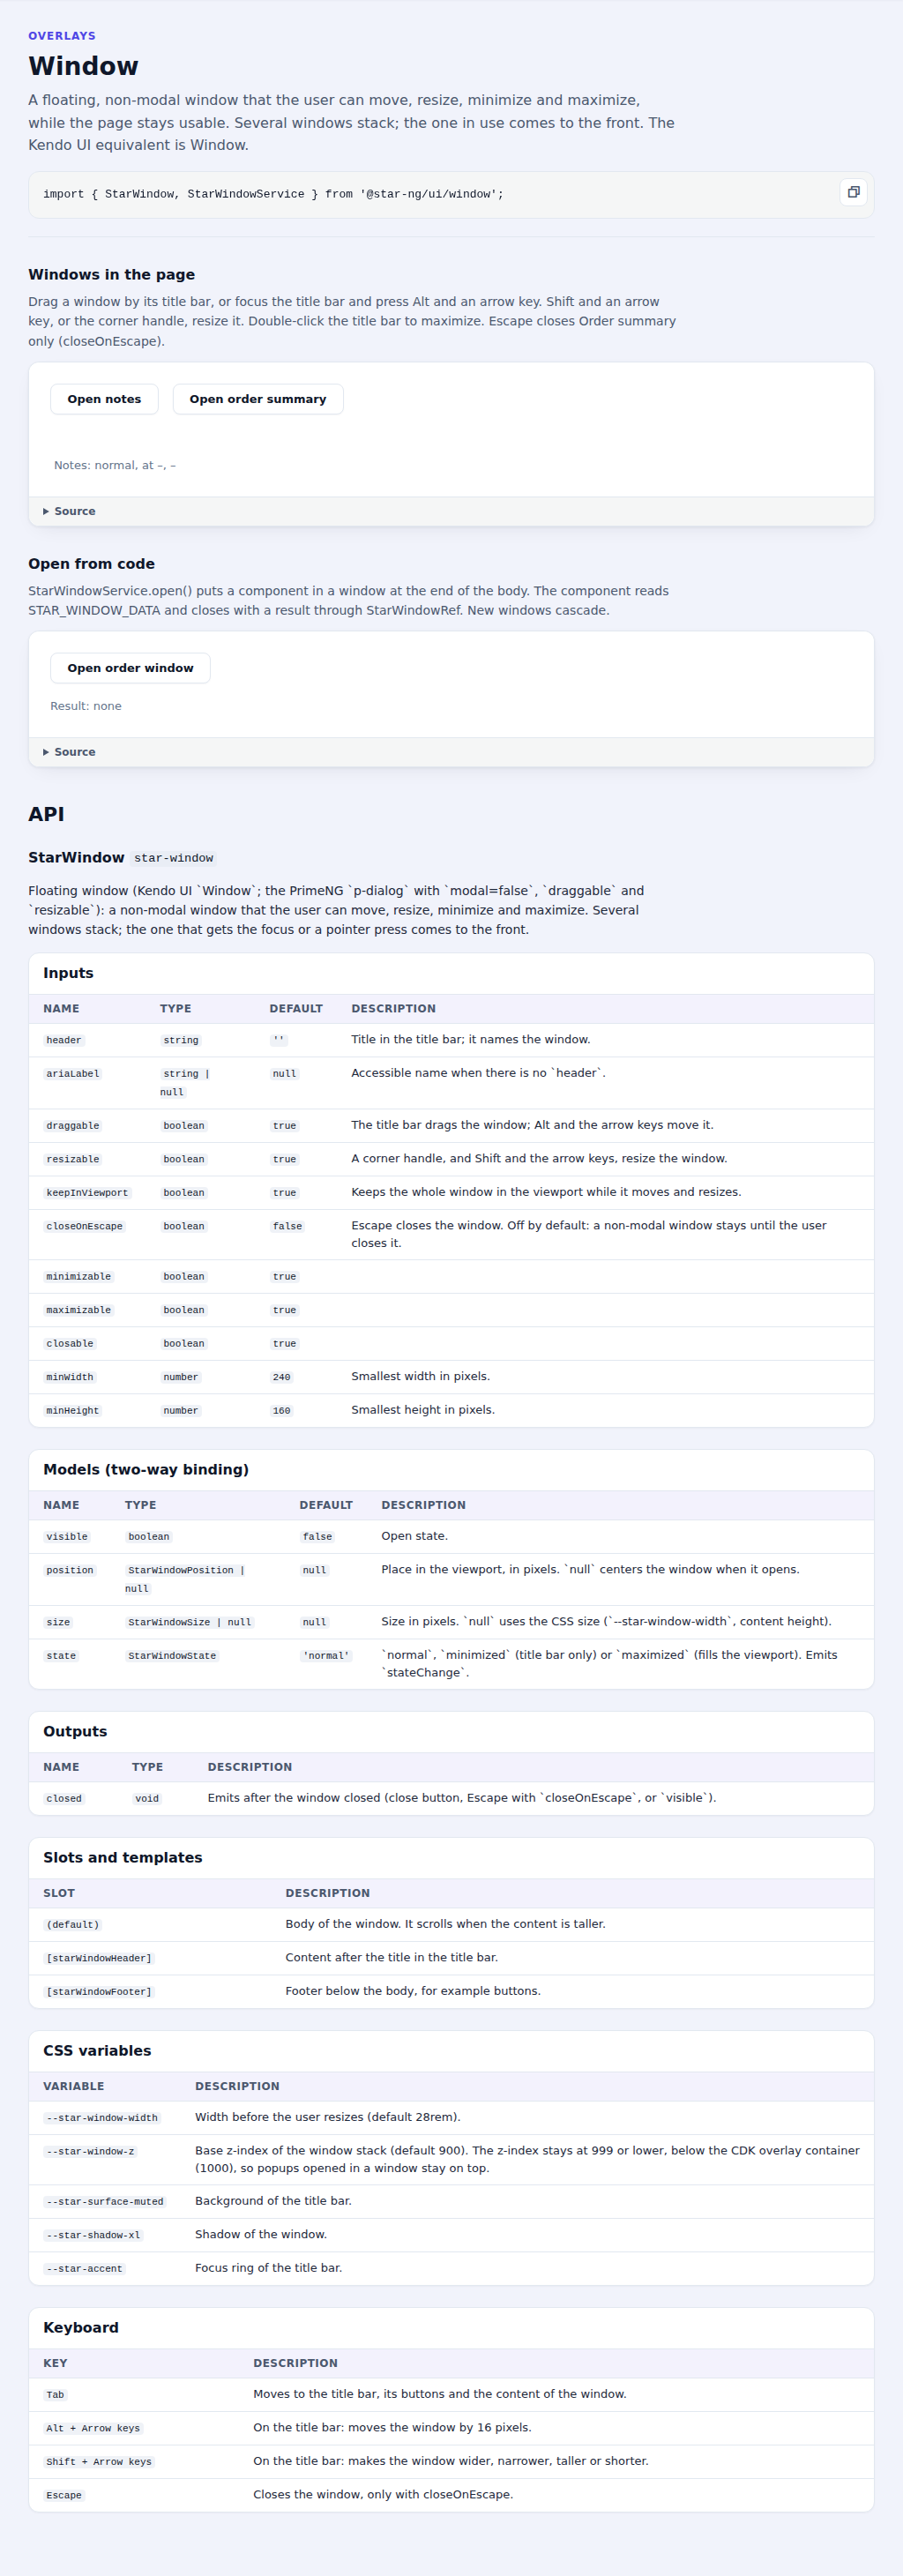 OVERLAYS
Window
A floating, non-modal window that the user can move, resize, minimize and maximize,
while the page stays usable. Several windows stack; the one in use comes to the front. The
Kendo UI equivalent is Window.
import { StarWindow, StarWindowService } from '@star-ng/ui/window';
Windows in the page
Drag a window by its title bar, or focus the title bar and press Alt and an arrow key. Shift and an arrow
key, or the corner handle, resize it. Double-click the title bar to maximize. Escape closes Order summary
only (closeOnEscape).
Open notes Open order summary
Notes: normal, at –, –
Source
Open from code
StarWindowService.open() puts a component in a window at the end of the body. The component reads
STAR_WINDOW_DATA and closes with a result through StarWindowRef. New windows cascade.
Open order window
Result: none
Source
API
StarWindow star-window
Floating window (Kendo UI `Window`; the PrimeNG `p-dialog` with `modal=false`, `draggable` and
`resizable`): a non-modal window that the user can move, resize, minimize and maximize. Several
windows stack; the one that gets the focus or a pointer press comes to the front.
Inputs
NAME TYPE DEFAULT DESCRIPTION
header string '' Title in the title bar; it names the window.
ariaLabel string | null null Accessible name when there is no `header`.
draggable boolean true The title bar drags the window; Alt and the arrow keys move it.
resizable boolean true A corner handle, and Shift and the arrow keys, resize the window.
keepInViewport boolean true Keeps the whole window in the viewport while it moves and resizes.
closeOnEscape boolean false Escape closes the window. Off by default: a non-modal window stays until the user
closes it.
minimizable boolean true
maximizable boolean true
closable boolean true
minWidth number 240 Smallest width in pixels.
minHeight number 160 Smallest height in pixels.
Models (two-way binding)
NAME TYPE DEFAULT DESCRIPTION
visible boolean false Open state.
position StarWindowPosition | null null Place in the viewport, in pixels. `null` centers the window when it opens.
size StarWindowSize | null null Size in pixels. `null` uses the CSS size (`--star-window-width`, content height).
state StarWindowState 'normal' `normal`, `minimized` (title bar only) or `maximized` (fills the viewport). Emits
`stateChange`.
Outputs
NAME TYPE DESCRIPTION
closed void Emits after the window closed (close button, Escape with `closeOnEscape`, or `visible`).
Slots and templates
SLOT DESCRIPTION
(default) Body of the window. It scrolls when the content is taller.
[starWindowHeader] Content after the title in the title bar.
[starWindowFooter] Footer below the body, for example buttons.
CSS variables
VARIABLE DESCRIPTION
--star-window-width Width before the user resizes (default 28rem).
--star-window-z Base z-index of the window stack (default 900). The z-index stays at 999 or lower, below the CDK overlay container
(1000), so popups opened in a window stay on top.
--star-surface-muted Background of the title bar.
--star-shadow-xl Shadow of the window.
--star-accent Focus ring of the title bar.
Keyboard
KEY DESCRIPTION
Tab Moves to the title bar, its buttons and the content of the window.
Alt + Arrow keys On the title bar: moves the window by 16 pixels.
Shift + Arrow keys On the title bar: makes the window wider, narrower, taller or shorter.
Escape Closes the window, only with closeOnEscape.